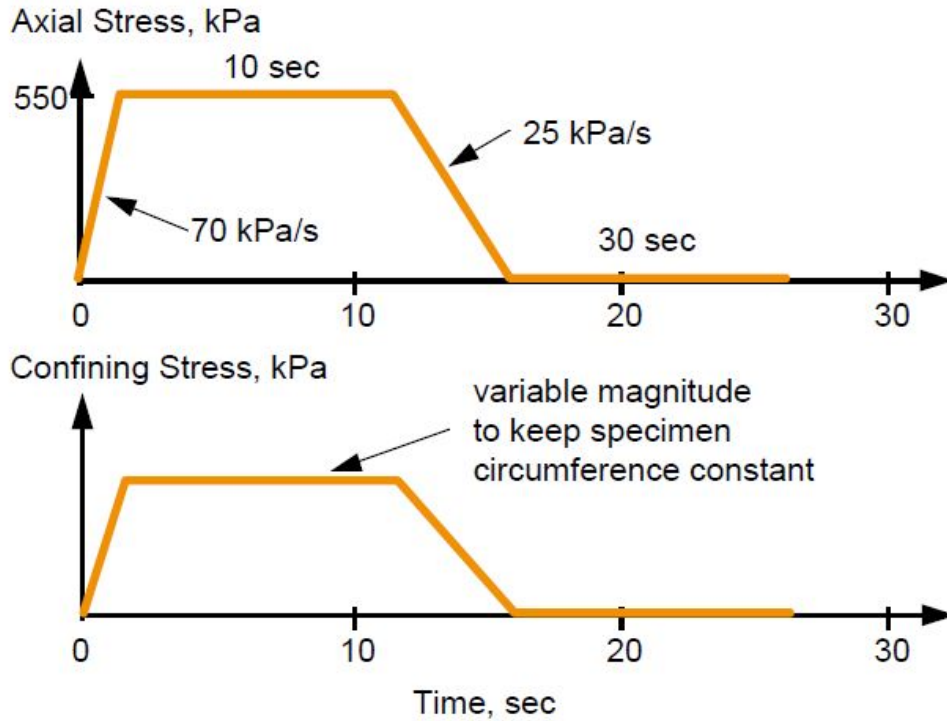 Axial Stress, kPa
10 sec
550
25 kPa/s
70 kPa/s
30 sec
0 10 20 30
Confining Stress, kPa
variable magnitude
to keep specimen
circumference constant
0 10 20 30
Time, sec